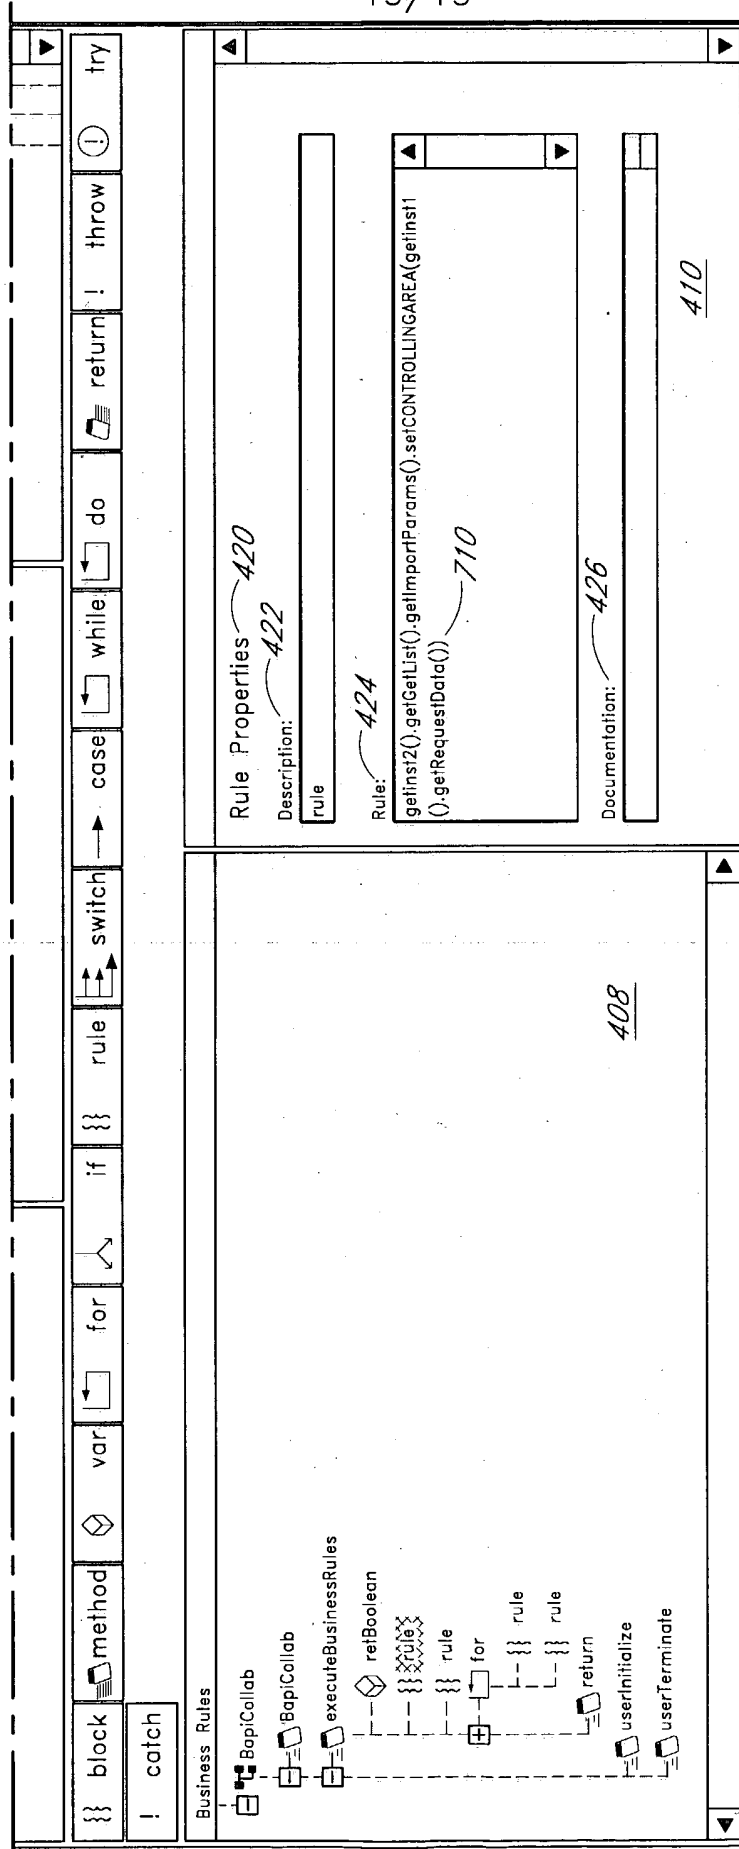 block method var for if rule switch case while do return ! throw try
! catch
Business Rules
BapiCollab
BapiCollab
executeBusinessRules
retBoolean
rule
rule
for
rule
rule
return
userInitialize
userTerminate
408
Rule Properties 420
Description: 422
rule
Rule: 424
getinst2().getGetList().getImportParams().setCONTROLLINGAREA(getinst1
().getRequestData()) 710
Documentation: 426
410